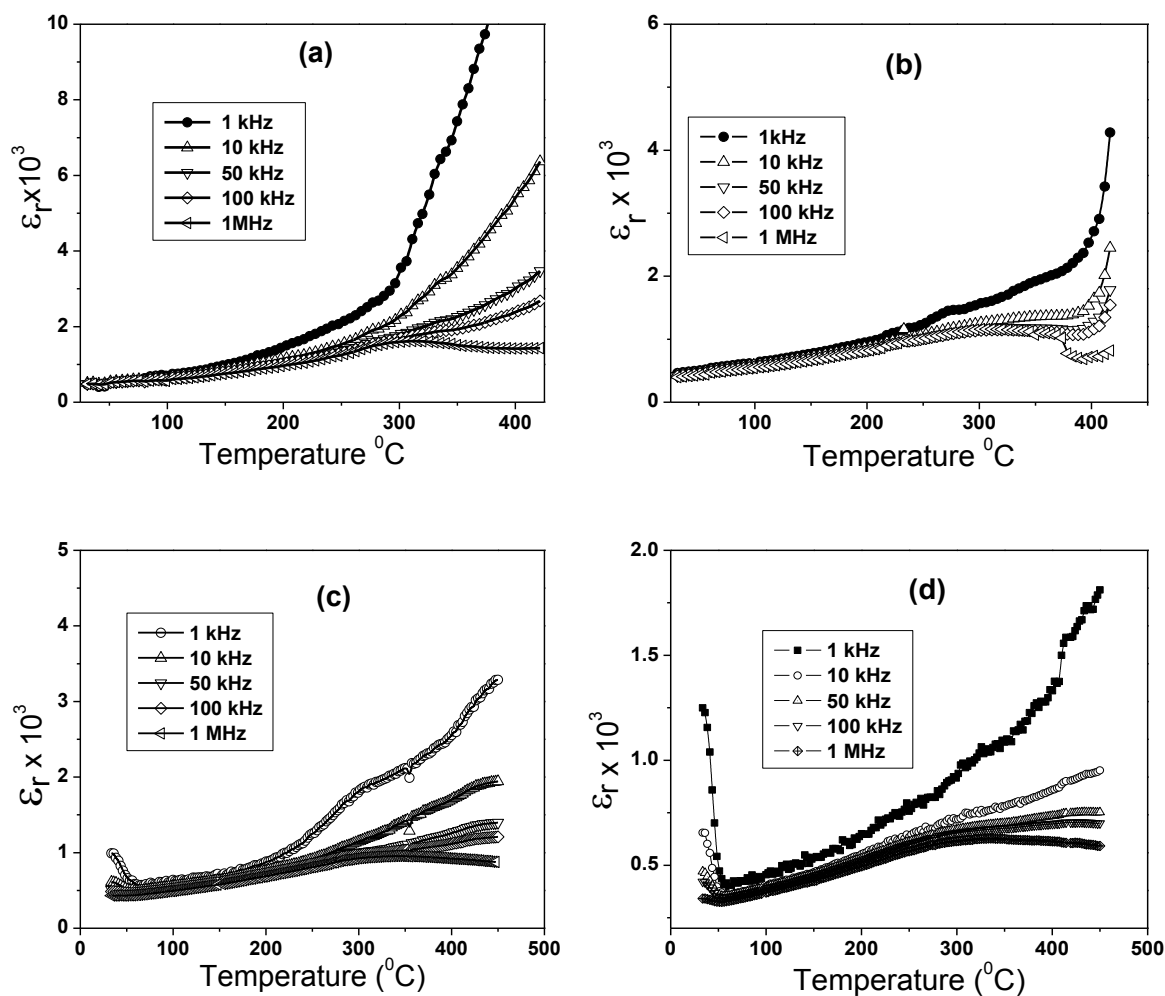 (a)
εr x10³
10
8
6
4
2
0
1 kHz
10 kHz
50 kHz
100 kHz
1MHz
100 200 300 400
Temperature ⁰C
(b)
εr x 10³
6
4
2
0
1kHz
10 kHz
50 kHz
100 kHz
1 MHz
100 200 300 400
Temperature ⁰C
(c)
εr x 10³
5
4
3
2
1
0
1 kHz
10 kHz
50 kHz
100 kHz
1 MHz
0 100 200 300 400 500
Temperature (⁰C)
(d)
εr x 10³
2.0
1.5
1.0
0.5
1 kHz
10 kHz
50 kHz
100 kHz
1 MHz
0 100 200 300 400 500
Temperature (⁰C)